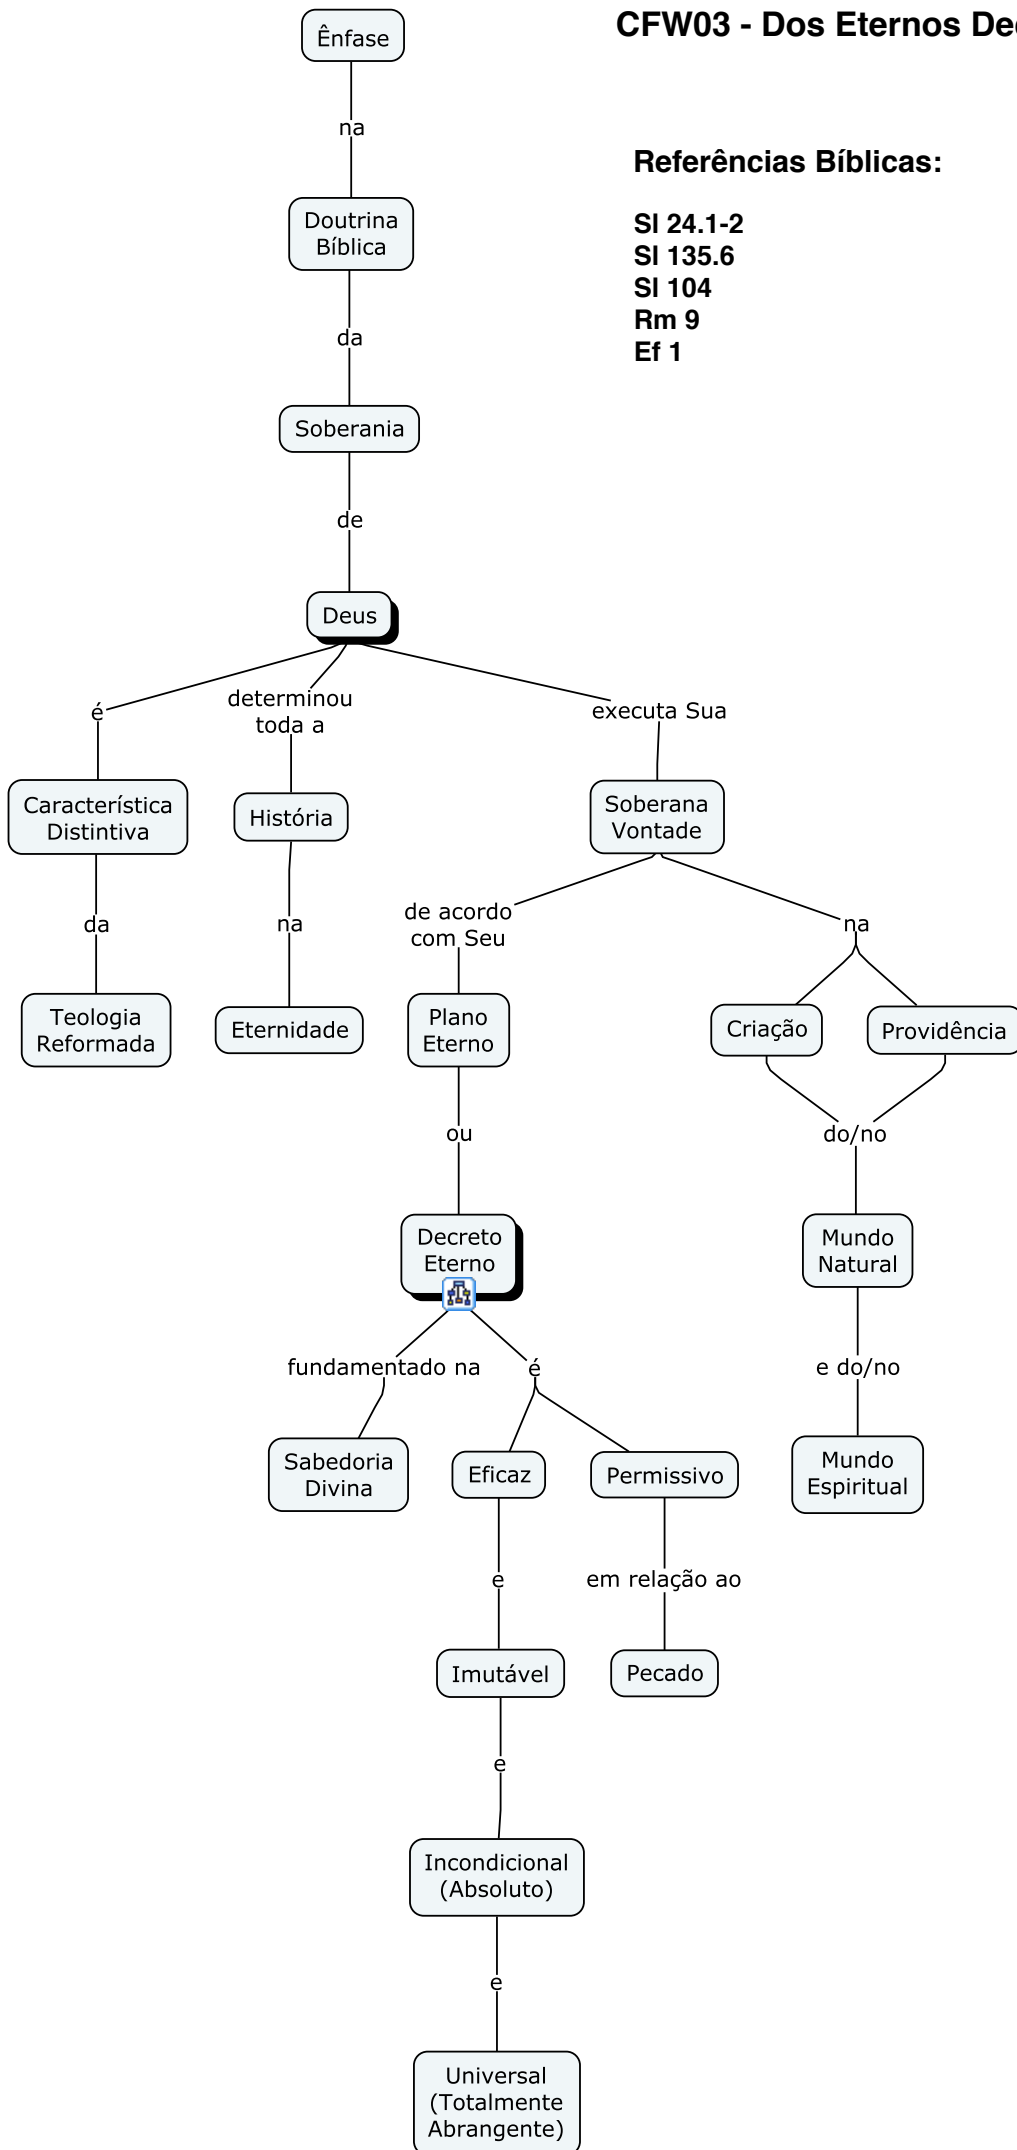 CFW03 - Dos Eternos
Ênfase
na
Referências Bíblicas:
Doutrina
Bíblica
Sl 24.1-2
Sl 135.6
Sl 104
Rm 9
Ef 1
da
Soberania
de
Deus
é
determinou
toda a
executa Sua
Característica
Distintiva
História
Soberana
Vontade
da
na
de acordo
com Seu
na
Teologia
Reformada
Eternidade
Plano
Eterno
Criação
Providência
ou
do/no
Decreto
Eterno
Mundo
Natural
fundamentado na
é
e do/no
Sabedoria
Divina
Eficaz
Permissivo
Mundo
Espiritual
e
em relação ao
Imutável
Pecado
e
Incondicional
(Absoluto)
e
Universal
(Totalmente
Abrangente)